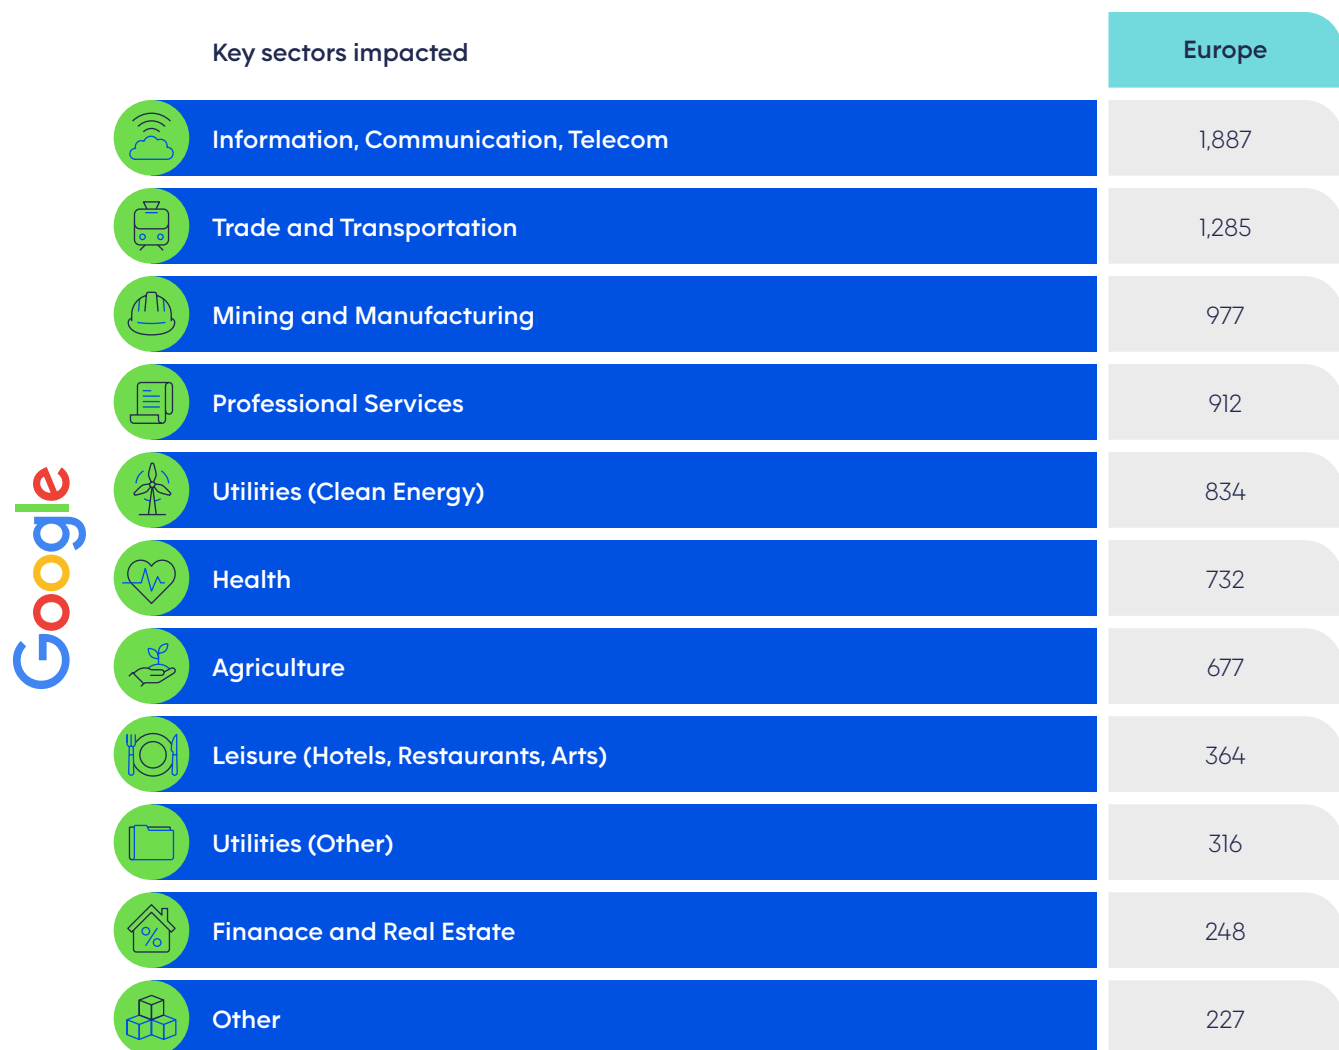 Key sectors impacted Europe
Information, Communication, Telecom 1,887
Trade and Transportation 1,285
Mining and Manufacturing 977
Professional Services 912
Utilities (Clean Energy) 834
Health 732
Agriculture 677
Leisure (Hotels, Restaurants, Arts) 364
Utilities (Other) 316
Finanace and Real Estate 248
Other 227
Google